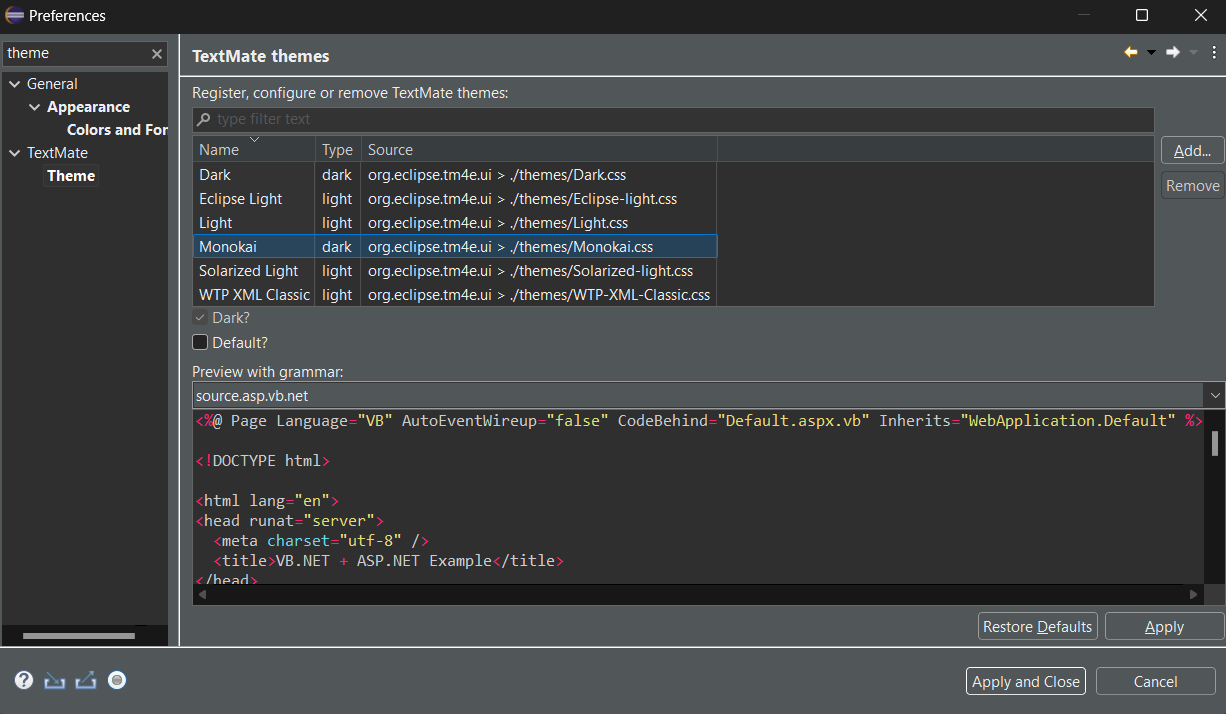 Preferences
theme
General
Appearance
Colors and For
TextMate
Theme
TextMate themes
Register, configure or remove TextMate themes:
type filter text
Name Type Source
Dark dark org.eclipse.tm4e.ui > ./themes/Dark.css
Eclipse Light light org.eclipse.tm4e.ui > ./themes/Eclipse-light.css
Light light org.eclipse.tm4e.ui > ./themes/Light.css
Monokai dark org.eclipse.tm4e.ui > ./themes/Monokai.css
Solarized Light light org.eclipse.tm4e.ui > ./themes/Solarized-light.css
WTP XML Classic light org.eclipse.tm4e.ui > ./themes/WTP-XML-Classic.css
Add...
Remove
Dark?
Default?
Preview with grammar:
source.asp.vb.net
<%@ Page Language="VB" AutoEventWireup="false" CodeBehind="Default.aspx.vb" Inherits="WebApplication.Default" %>
<!DOCTYPE html>
<html lang="en">
<head runat="server">
  <meta charset="utf-8" />
  <title>VB.NET + ASP.NET Example</title>
</head>
Restore Defaults Apply
Apply and Close Cancel